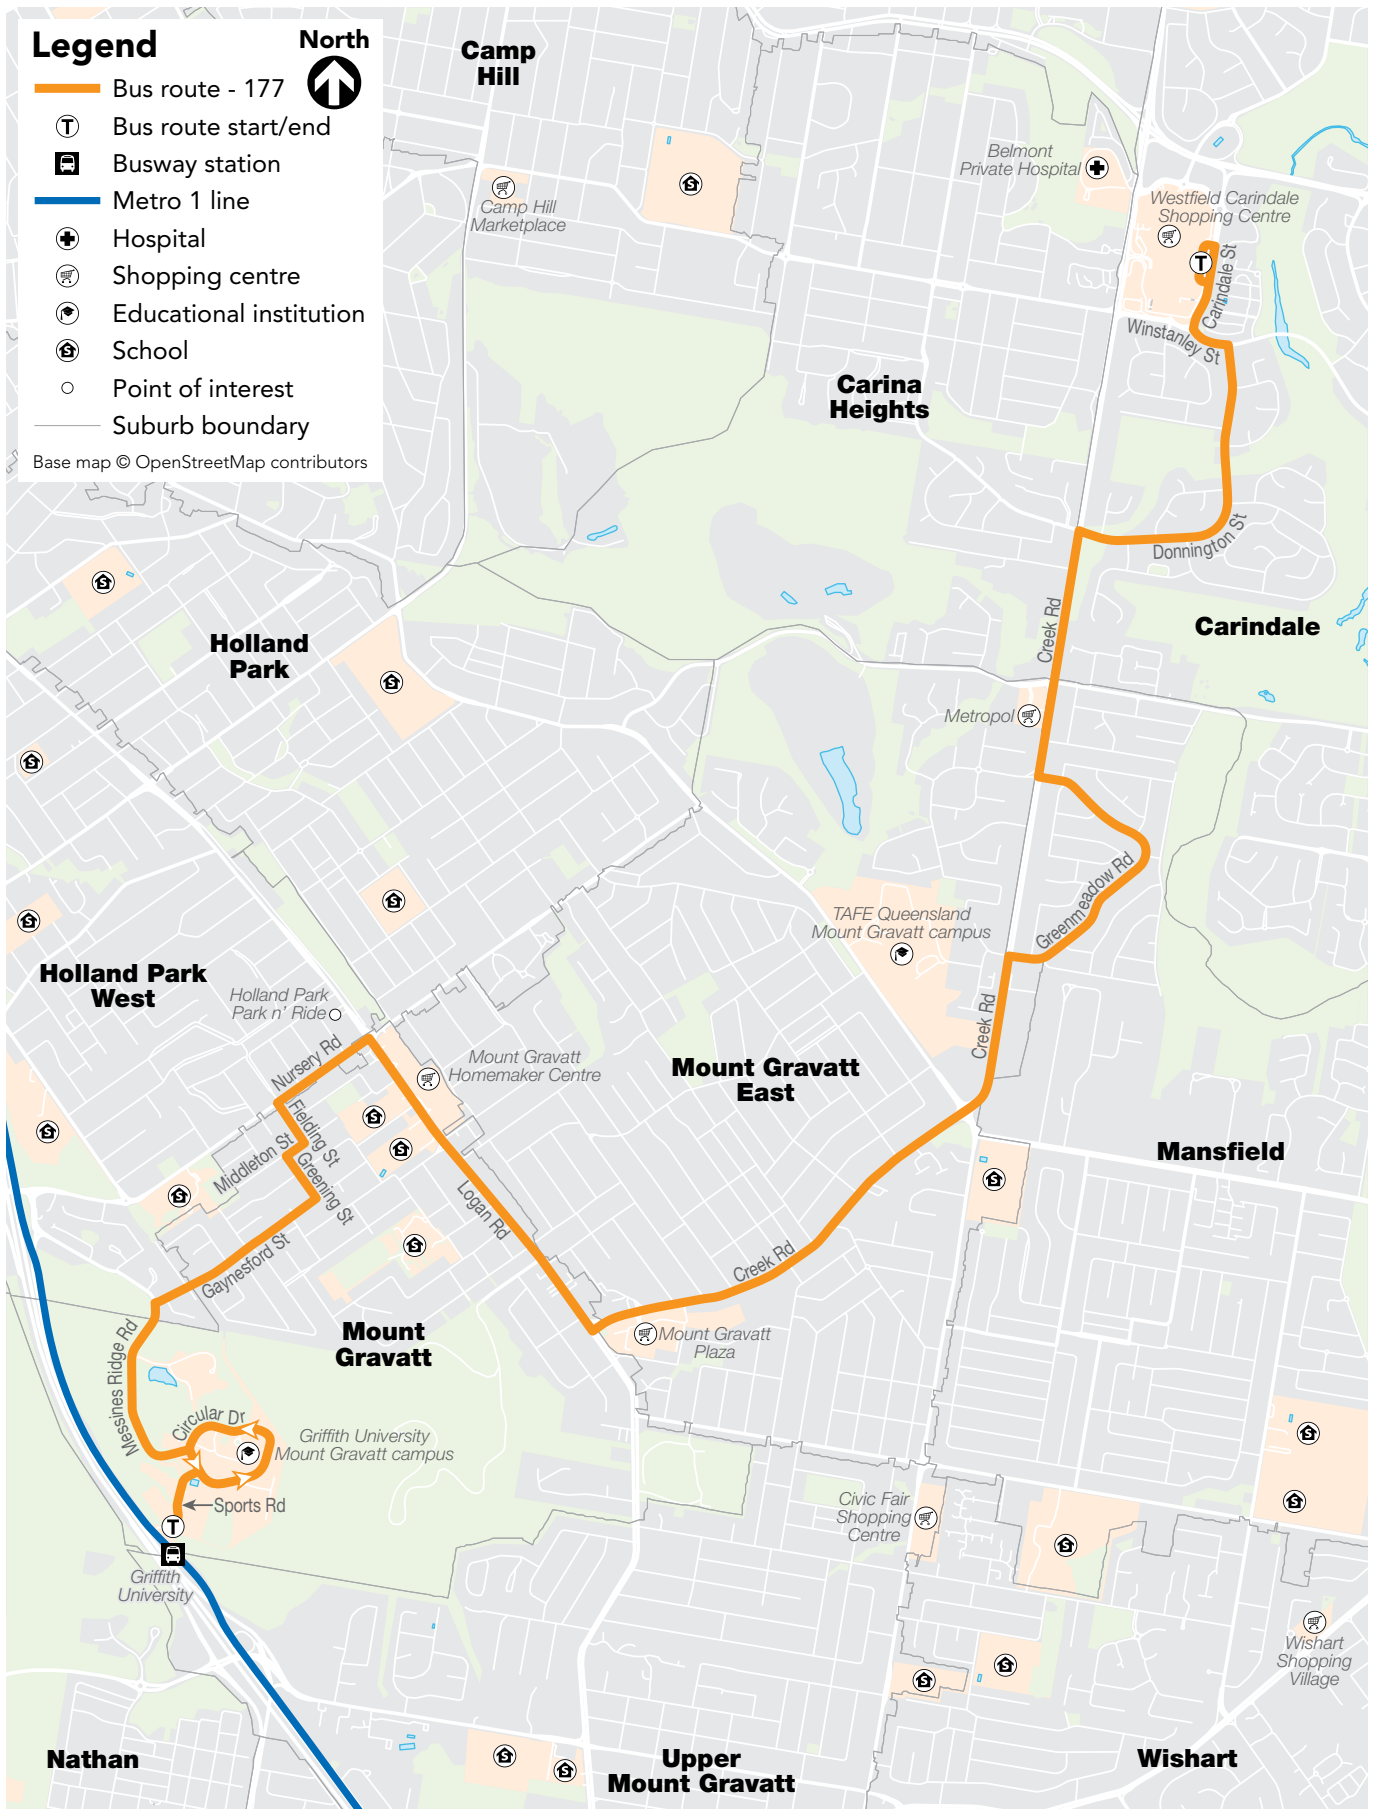 Legend
North
Bus route - 177
T
Bus route start/end
Busway station
Metro 1 line
Hospital
Shopping centre
Educational institution
S
School
Point of interest
Suburb boundary
Base map © OpenStreetMap contributors
Camp
Hill
Camp Hill
Marketplace
S
Belmont
Private Hospital
Westfield Carindale
Shopping Centre
T
Carindale St
Winstanley St
Carina
Heights
Donnington St
Carindale
Creek Rd
Metropol
Holland
Park
S
S
S
Greenmeadow Rd
TAFE Queensland
Mount Gravatt campus
S
S
Holland Park
West
Holland Park
Park n' Ride
Creek Rd
Nursery Rd
Mount Gravatt
Homemaker Centre
Mount Gravatt
East
S
S
S
Fielding St
Middleton St
Greening St
S
S
Mansfield
Logan Rd
Gaynesford St
S
Creek Rd
Mount
Gravatt
Mount Gravatt
Plaza
Messines Ridge Rd
Circular Dr
Griffith University
Mount Gravatt campus
Sports Rd
T
Griffith
University
S
S
Civic Fair
Shopping
Centre
S
Wishart
Shopping
Village
S
S
Nathan
S
S
Upper
Mount Gravatt
Wishart